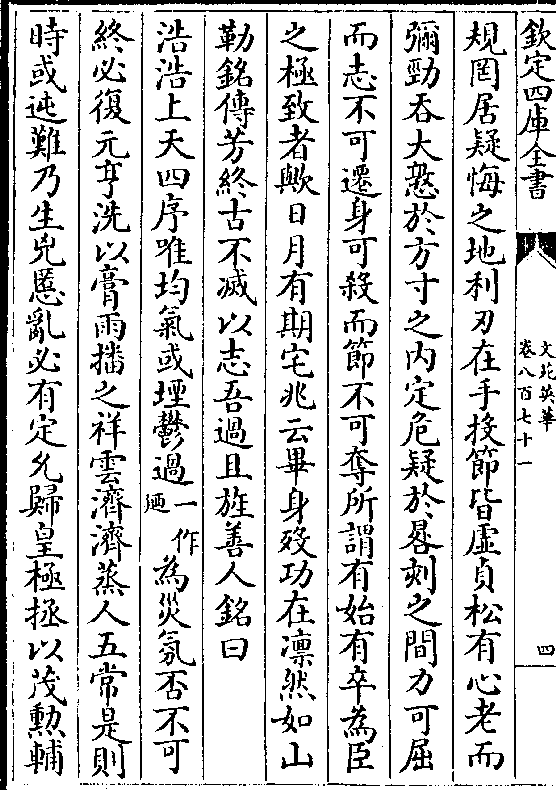 欽定四庫全書
文苑英華
卷八百七十一
四
規罔居疑悔之地利刃在手投節皆虛貞松有心老而
彌勁吞大憝於方寸之内定危疑於晷刻之間力可屈
而志不可遷身可殺而節不可奪所謂有始有卒為臣
之極致者歟日月有期宅兆云畢身歿功在凛然如山
勒銘傳芳終古不滅以志吾過且旌善人銘曰
浩浩上天四序唯均氣或堙鬱過一作迺為災氛否不可
終必復元亨洗以膏雨播之祥雲濟濟蒸人五常是則
時或迍難乃生兇慝亂必有定允歸皇極拯以茂勲輔